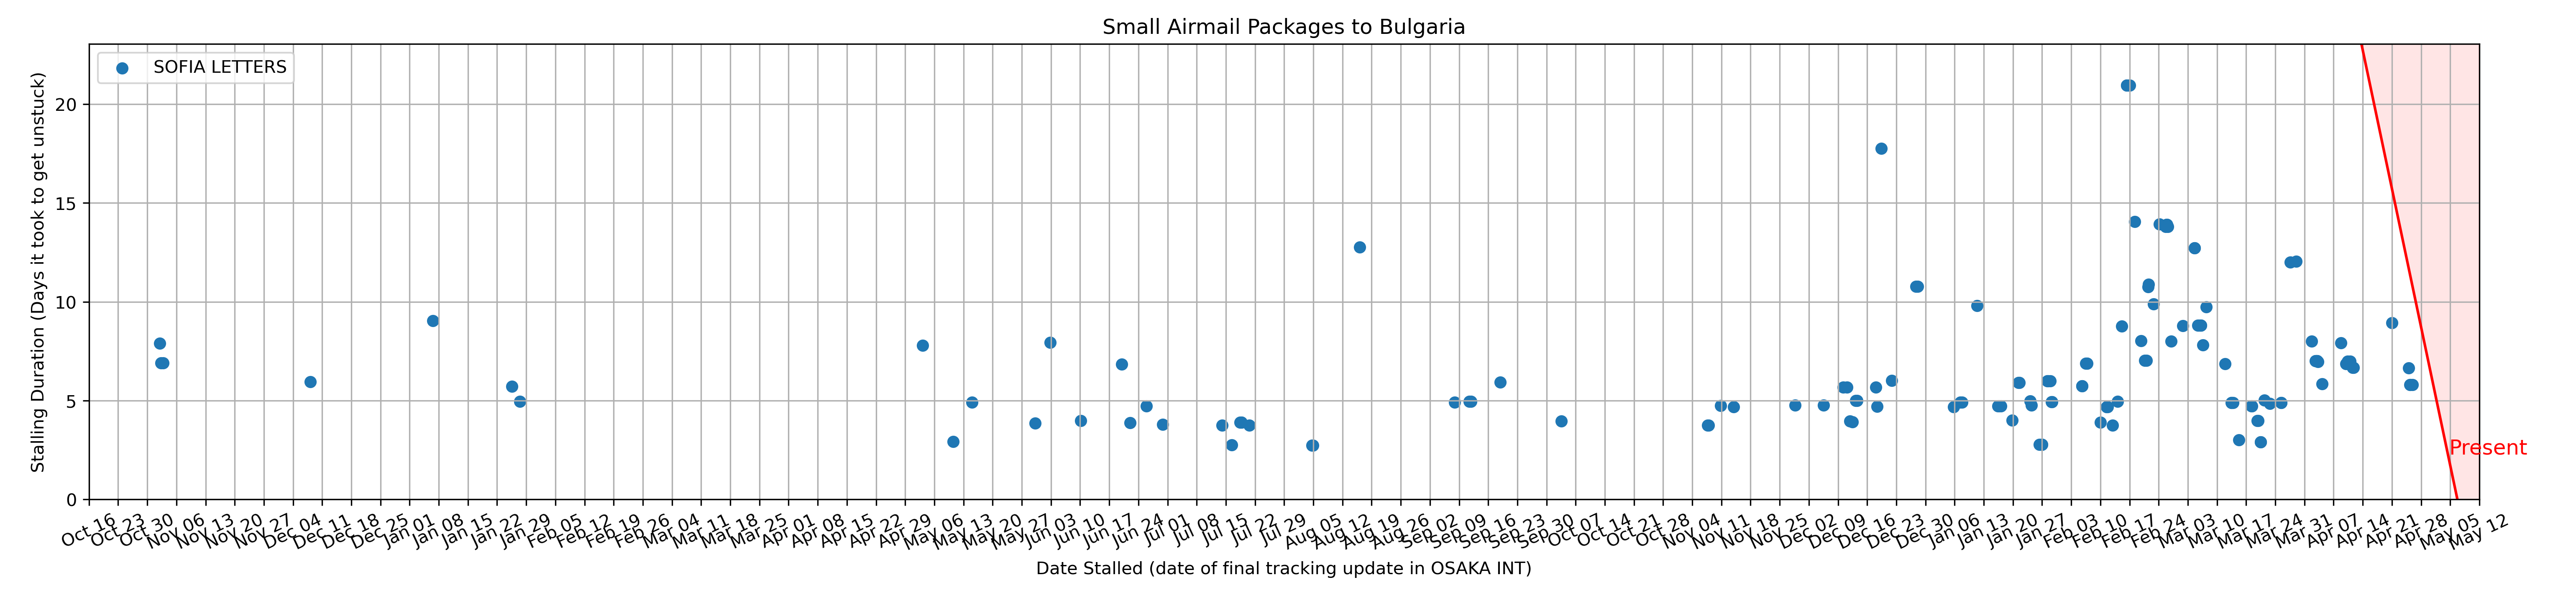 Small Airmail Packages to Bulgaria
SOFIA LETTERS
Stalling Duration (Days it took to get unstuck)
20
15
10
5
0
Present
Oct 16 Oct 23 Oct 30 Nov 06 Nov 13 Nov 20 Nov 27 Dec 04 Dec 11 Dec 18 Dec 25 Jan 01 Jan 08 Jan 15 Jan 22 Jan 29 Feb 05 Feb 12 Feb 19 Feb 26 Mar 04 Mar 11 Mar 18 Mar 25 Apr 01 Apr 08 Apr 15 Apr 22 Apr 29 May 06 May 13 May 20 May 27 Jun 03 Jun 10 Jun 17 Jun 24 Jul 01 Jul 08 Jul 15 Jul 22 Jul 29 Aug 05 Aug 12 Aug 19 Aug 26 Sep 02 Sep 09 Sep 16 Sep 23 Sep 30 Oct 07 Oct 14 Oct 21 Oct 28 Nov 04 Nov 11 Nov 18 Nov 25 Dec 02 Dec 09 Dec 16 Dec 23 Dec 30 Jan 06 Jan 13 Jan 20 Jan 27 Feb 03 Feb 10 Feb 17 Feb 24 Mar 03 Mar 10 Mar 17 Mar 24 Mar 31 Apr 07 Apr 14 Apr 21 Apr 28 May 05 May 12
Date Stalled (date of final tracking update in OSAKA INT)